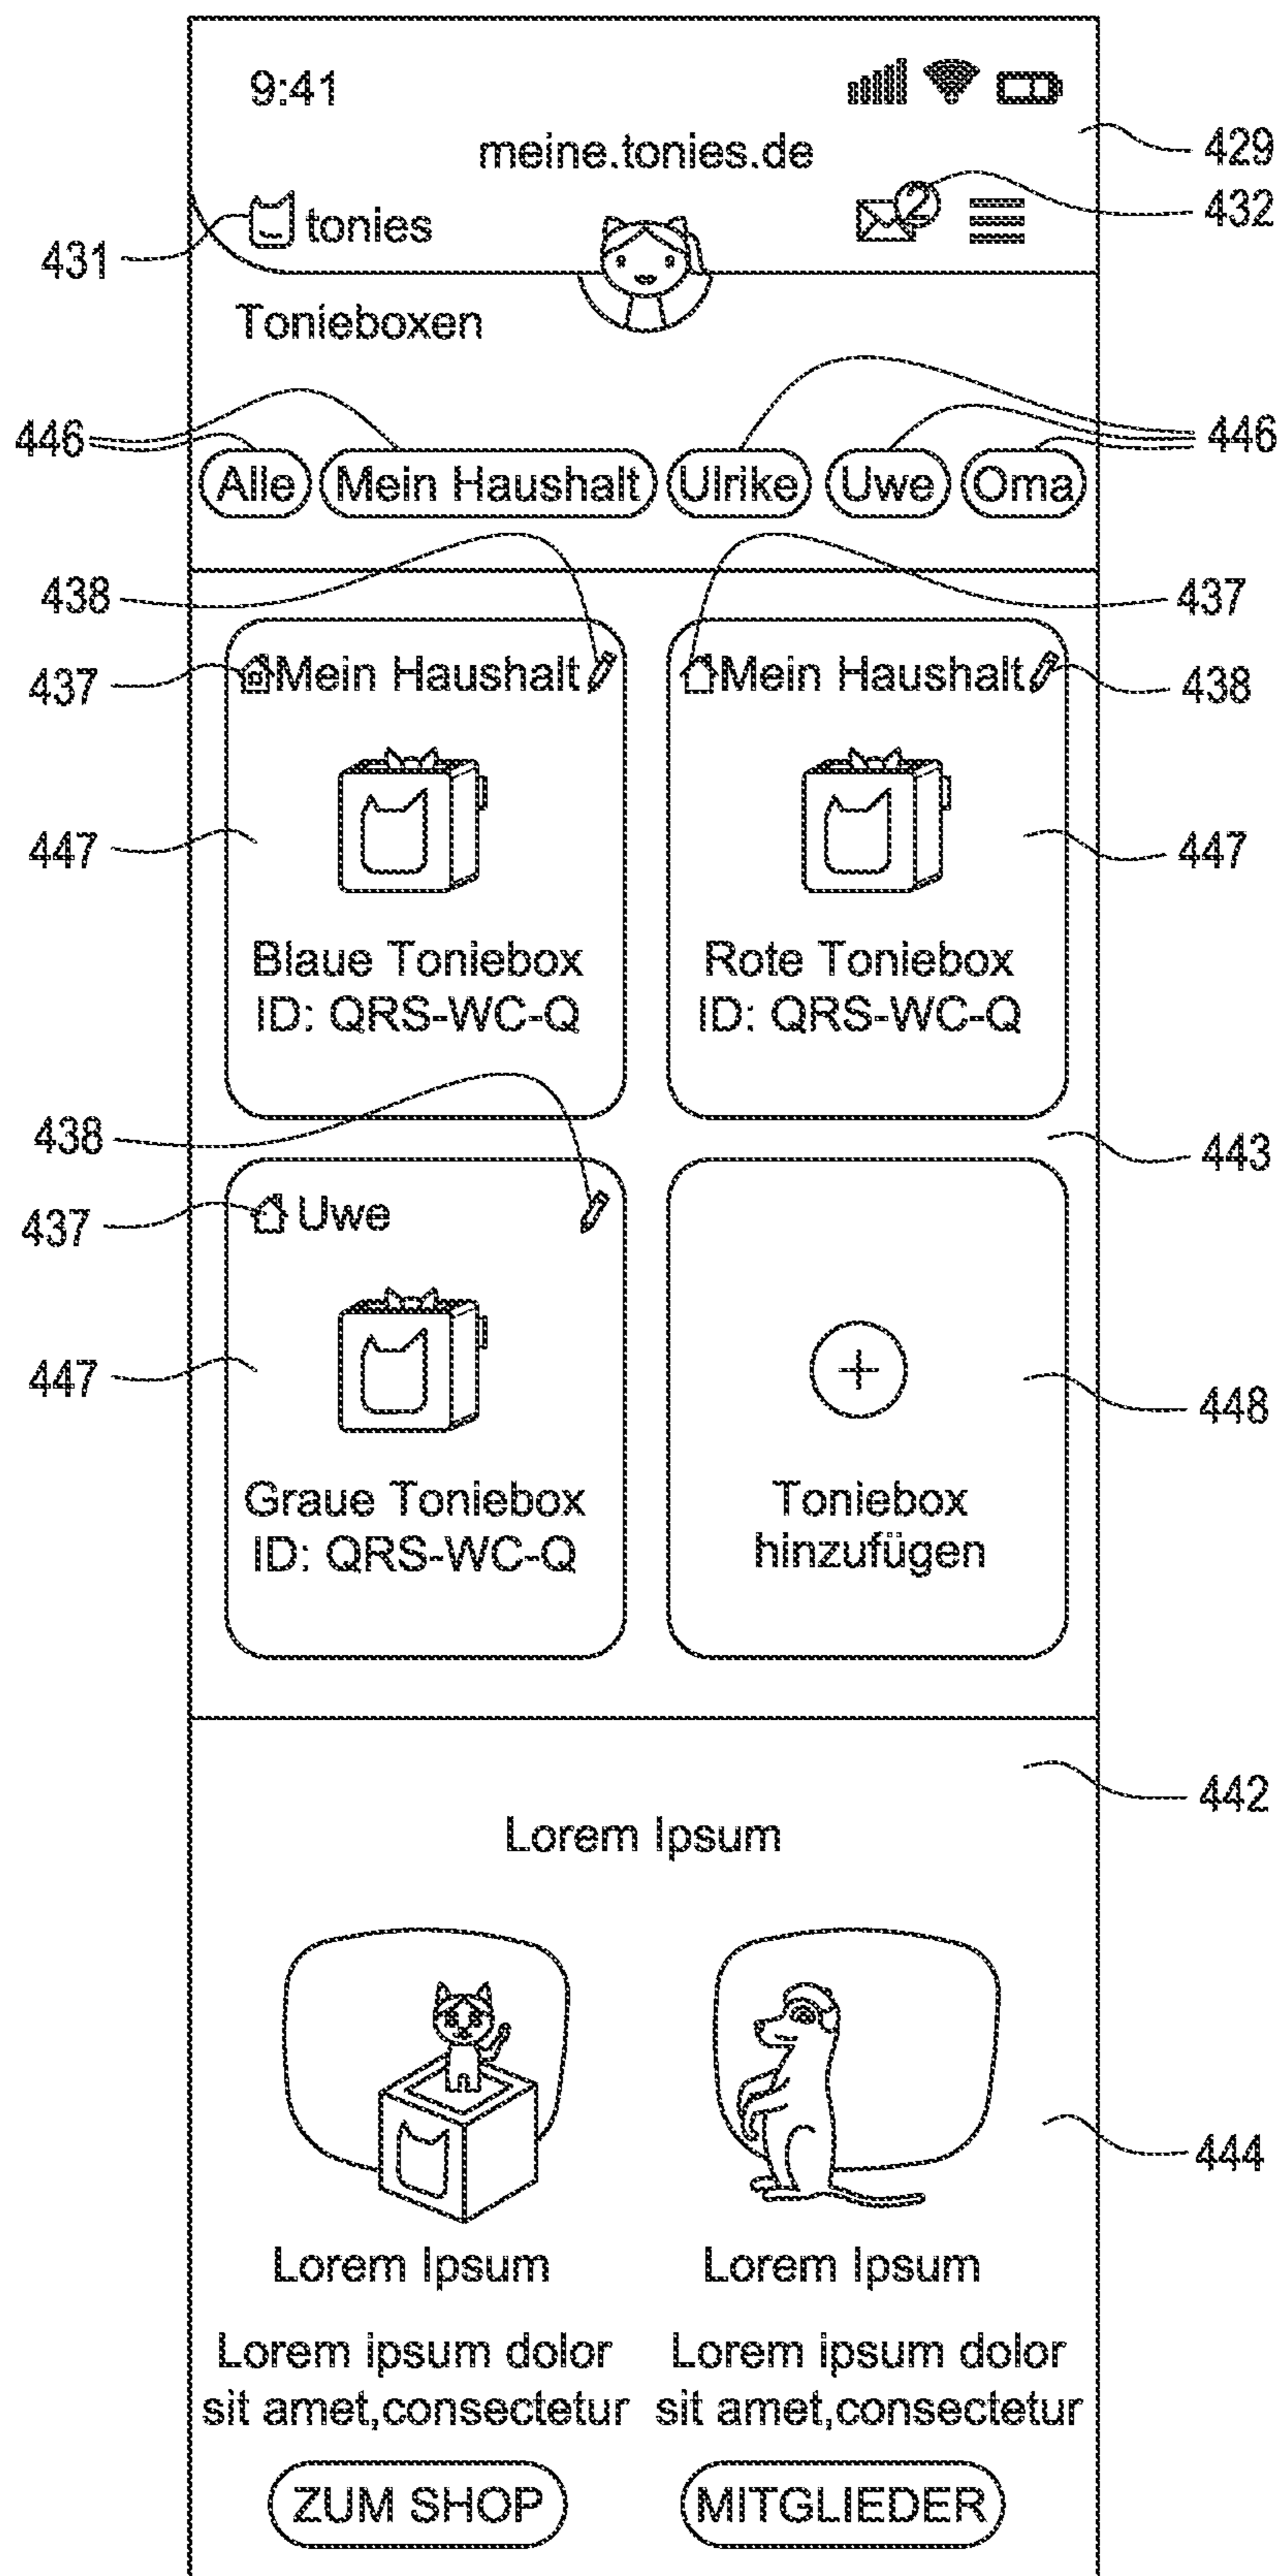 9:41
meine.tonies.de
429
tonies
2
432
431
Tonieboxen
446
446
Alle Mein Haushalt Ulrike Uwe Oma
438
437
437
Mein Haushalt
Mein Haushalt
438
447
447
Blaue Toniebox
ID: QRS-WC-Q
Rote Toniebox
ID: QRS-WC-Q
438
443
437
Uwe
447
448
Graue Toniebox
ID: QRS-WC-Q
Toniebox
hinzufügen
442
Lorem Ipsum
444
Lorem Ipsum
Lorem ipsum dolor
sit amet,consectetur
ZUM SHOP
Lorem Ipsum
Lorem ipsum dolor
sit amet,consectetur
MITGLIEDER